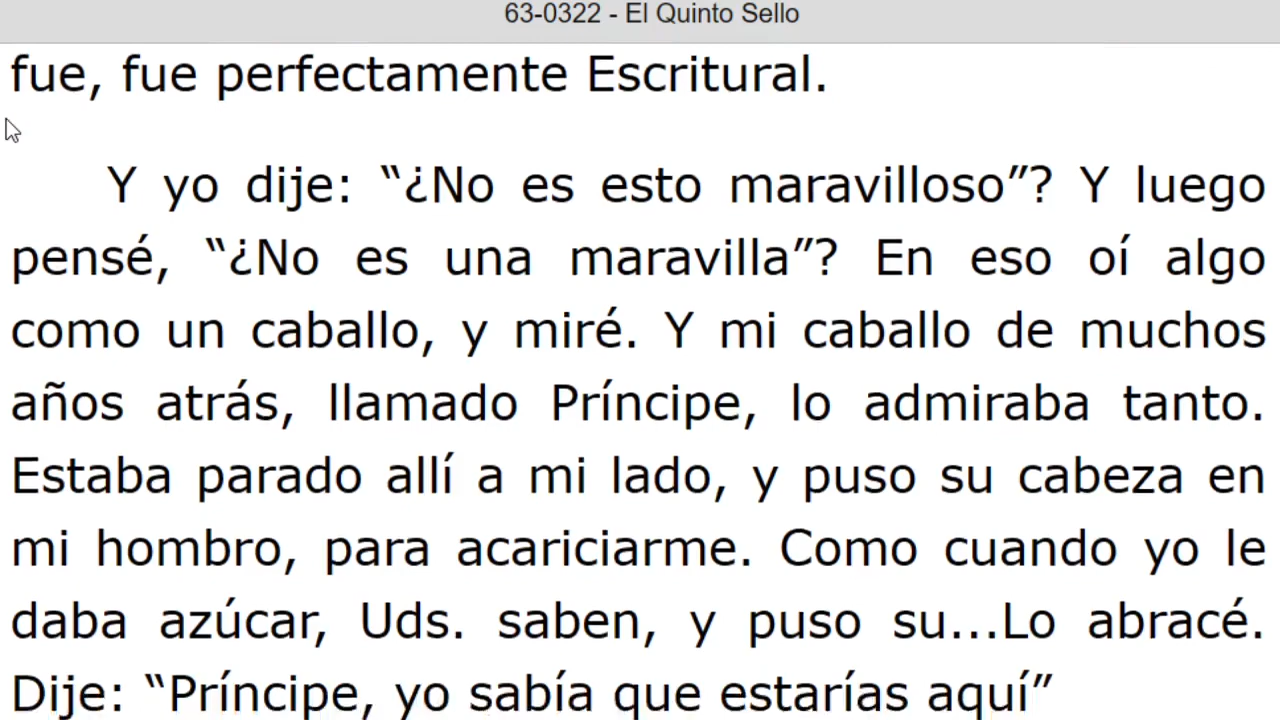 63-0322 - El Quinto Sello
fue, fue perfectamente Escritural.
Y yo dije: “¿No es esto maravilloso”? Y luego
pensé, “¿No es una maravilla”? En eso oí algo
como un caballo, y miré. Y mi caballo de muchos
años atrás, llamado Príncipe, lo admiraba tanto.
Estaba parado allí a mi lado, y puso su cabeza en
mi hombro, para acariciarme. Como cuando yo le
daba azúcar, Uds. saben, y puso su...Lo abracé.
Dije: “Príncipe, yo sabía que estarías aquí”